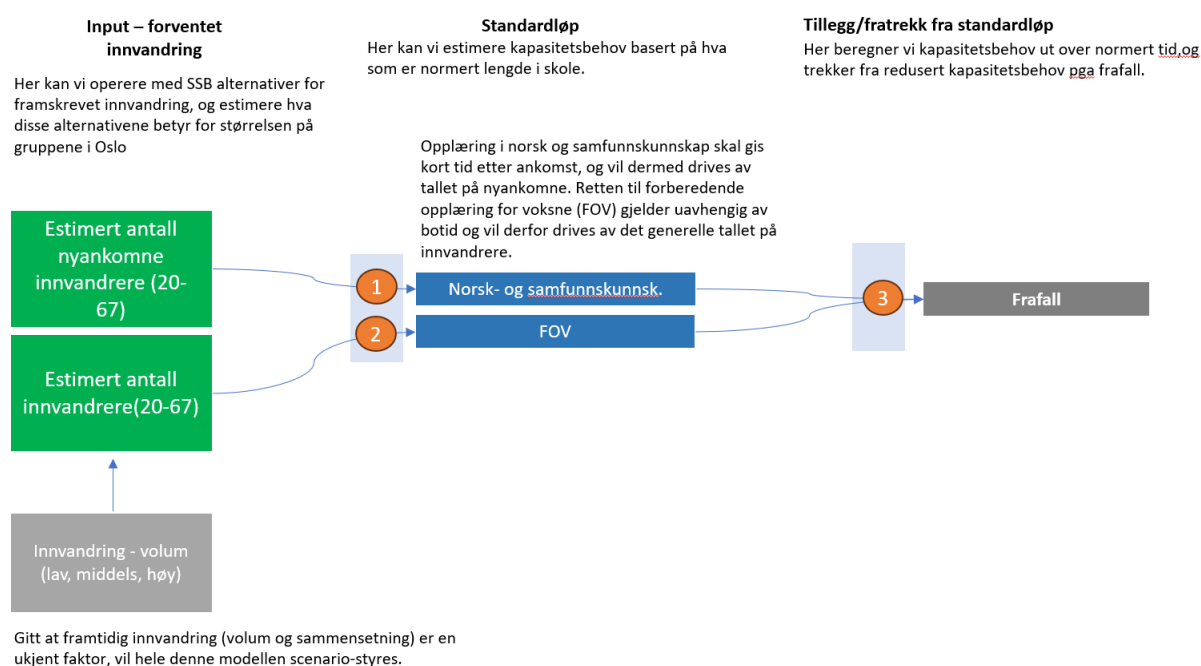 Input – forventet
innvandring
Her kan vi operere med SSB alternativer for
framskrevet innvandring, og estimere hva
disse alternativene betyr for størrelsen på
gruppene i Oslo
Standardløp
Her kan vi estimere kapasitetsbehov basert på hva
som er normert lengde i skole.
Tillegg/fratrekk fra standardløp
Her beregner vi kapasitetsbehov ut over normert tid,og
trekker fra redusert kapasitetsbehov pga frafall.
Opplæring i norsk og samfunnskunnskap skal gis
kort tid etter ankomst, og vil dermed drives av
tallet på nyankomne. Retten til forberedende
opplæring for voksne (FOV) gjelder uavhengig av
botid og vil derfor drives av det generelle tallet på
innvandrere.
Estimert antall
nyankomne
innvandrere (20-
67)
1
Norsk- og samfunnskunnsk.
3
Frafall
2
FOV
Estimert antall
innvandrere(20-67)
Innvandring - volum
(lav, middels, høy)
Gitt at framtidig innvandring (volum og sammensetning) er en
ukjent faktor, vil hele denne modellen scenario-styres.